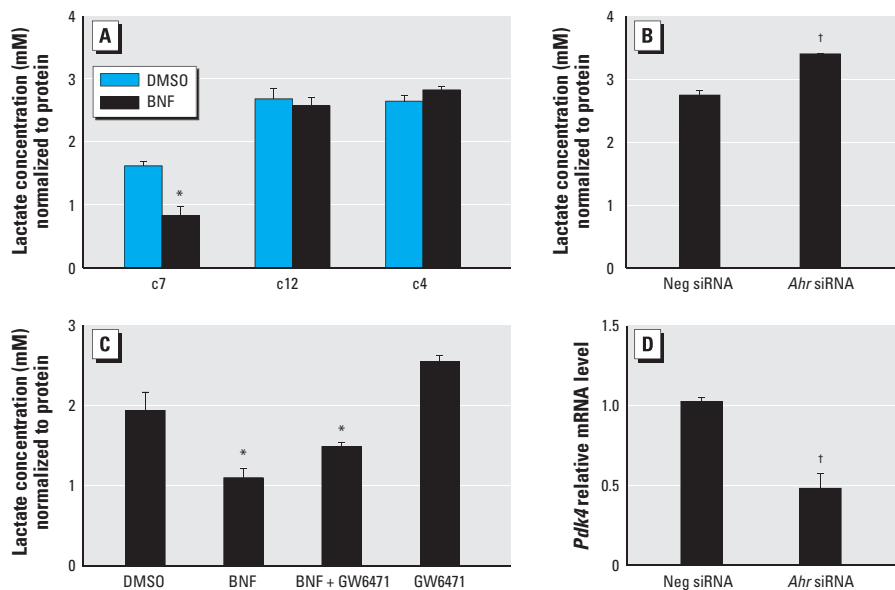 A
Lactate concentration (mM)
normalized to protein
4
3
2
1
0
DMSO
BNF
*
c7
c12
c4
B
Lactate concentration (mM)
normalized to protein
4
3
2
1
0
†
Neg siRNA
Ahr siRNA
C
Lactate concentration (mM)
normalized to protein
3
2
1
0
*
*
DMSO
BNF
BNF + GW6471
GW6471
D
Pdk4 relative mRNA level
1.5
1.0
0.5
0
†
Neg siRNA
Ahr siRNA